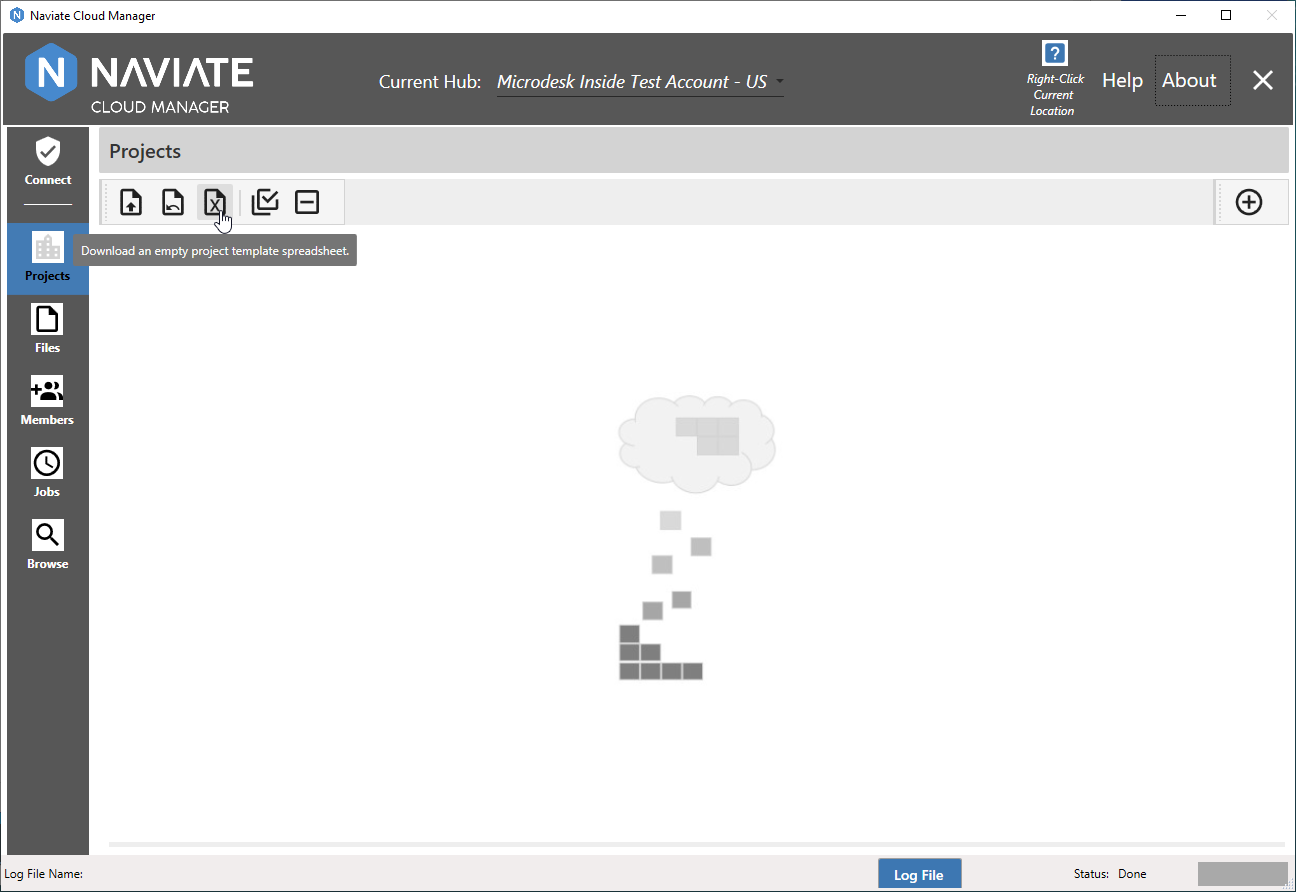 Naviate Cloud Manager
NAVIATE
CLOUD MANAGER
Current Hub: Microdesk Inside Test Account - US
?
Right-Click
Current
Location
Help
About
Connect
Projects
Download an empty project template spreadsheet.
Projects
Files
Members
Jobs
Browse
Log File Name:
Log File
Status: Done